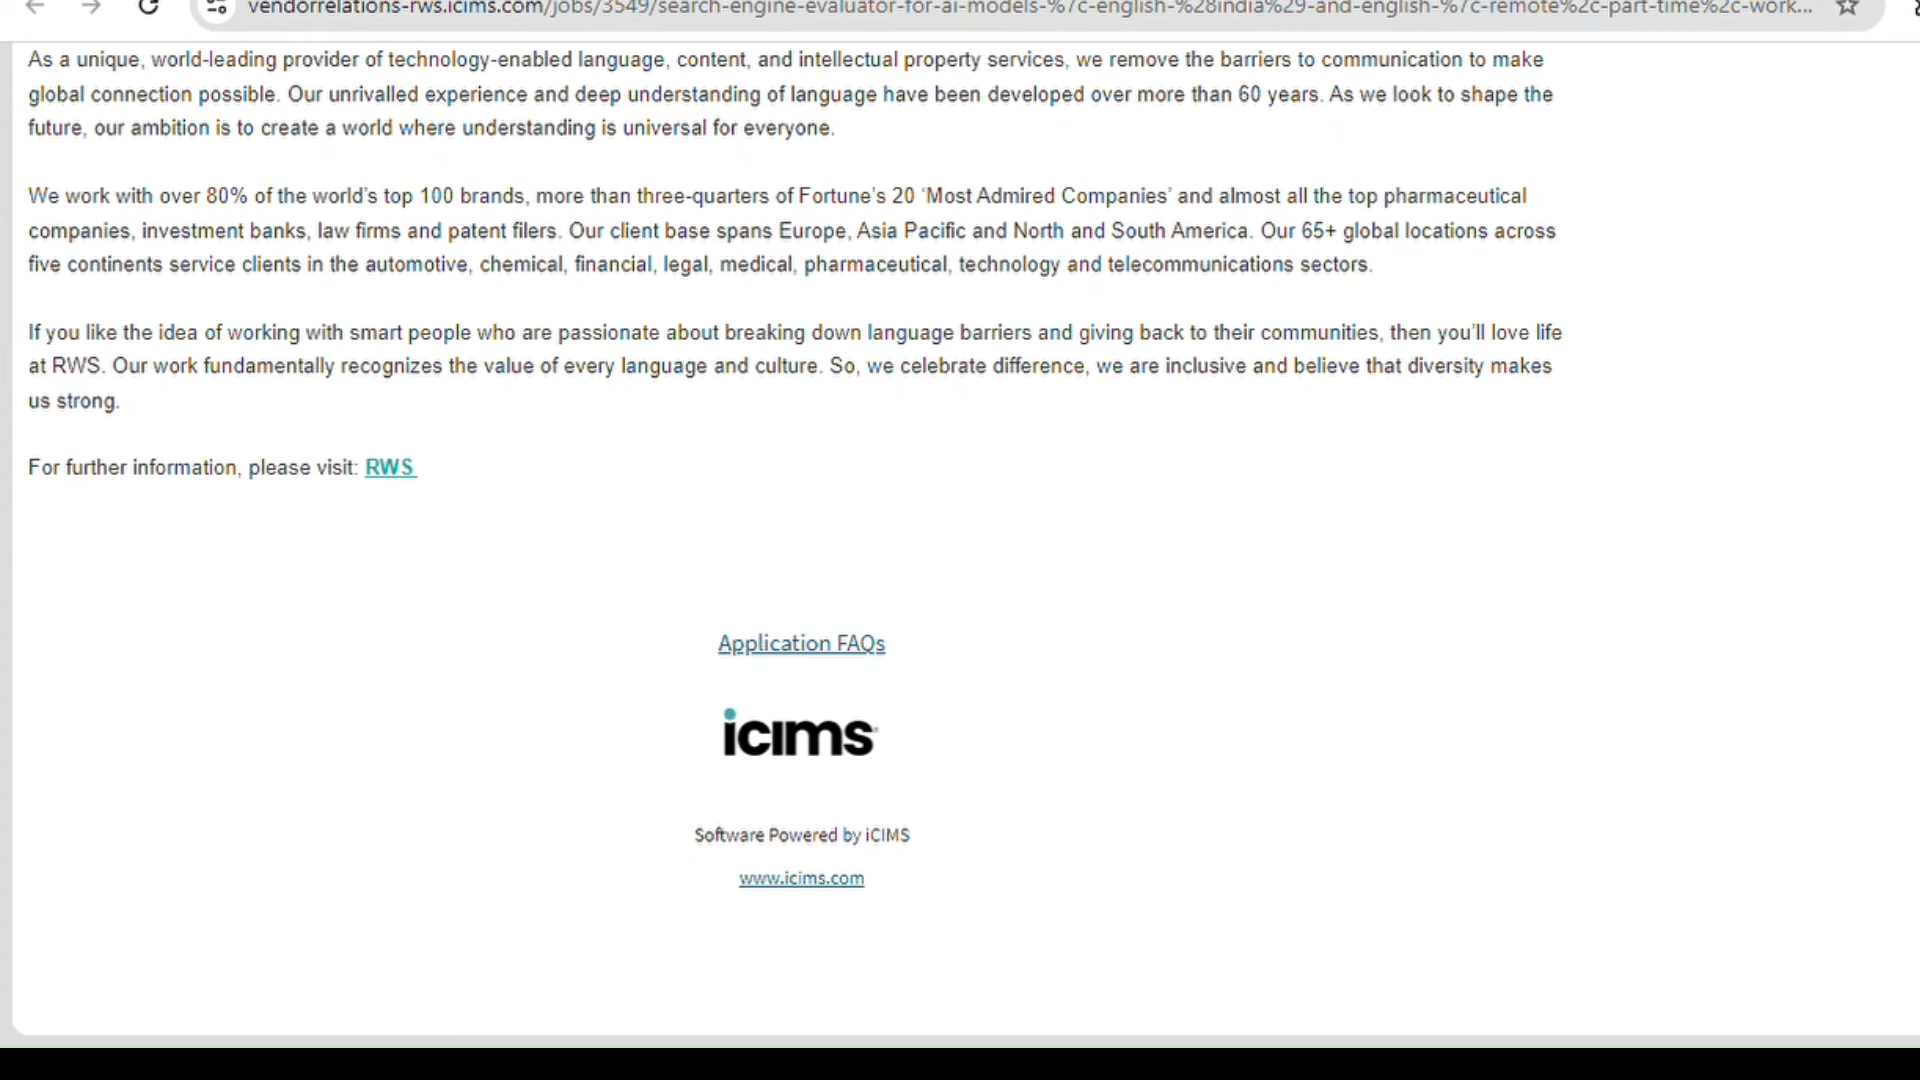 vendorrelations-rws.icims.com/jobs/3549/search-engine-evaluator-for-ai-models-%7c-english-%28india%29-and-english-%7c-remote%2c-part-time%2c-work...
As a unique, world-leading provider of technology-enabled language, content, and intellectual property services, we remove the barriers to communication to make
global connection possible. Our unrivalled experience and deep understanding of language have been developed over more than 60 years. As we look to shape the
future, our ambition is to create a world where understanding is universal for everyone.
We work with over 80% of the world's top 100 brands, more than three-quarters of Fortune's 20 'Most Admired Companies' and almost all the top pharmaceutical
companies, investment banks, law firms and patent filers. Our client base spans Europe, Asia Pacific and North and South America. Our 65+ global locations across
five continents service clients in the automotive, chemical, financial, legal, medical, pharmaceutical, technology and telecommunications sectors.
If you like the idea of working with smart people who are passionate about breaking down language barriers and giving back to their communities, then you'll love life
at RWS. Our work fundamentally recognizes the value of every language and culture. So, we celebrate difference, we are inclusive and believe that diversity makes
us strong.
For further information, please visit: RWS
Application FAQs
icims
Software Powered by iCIMS
www.icims.com